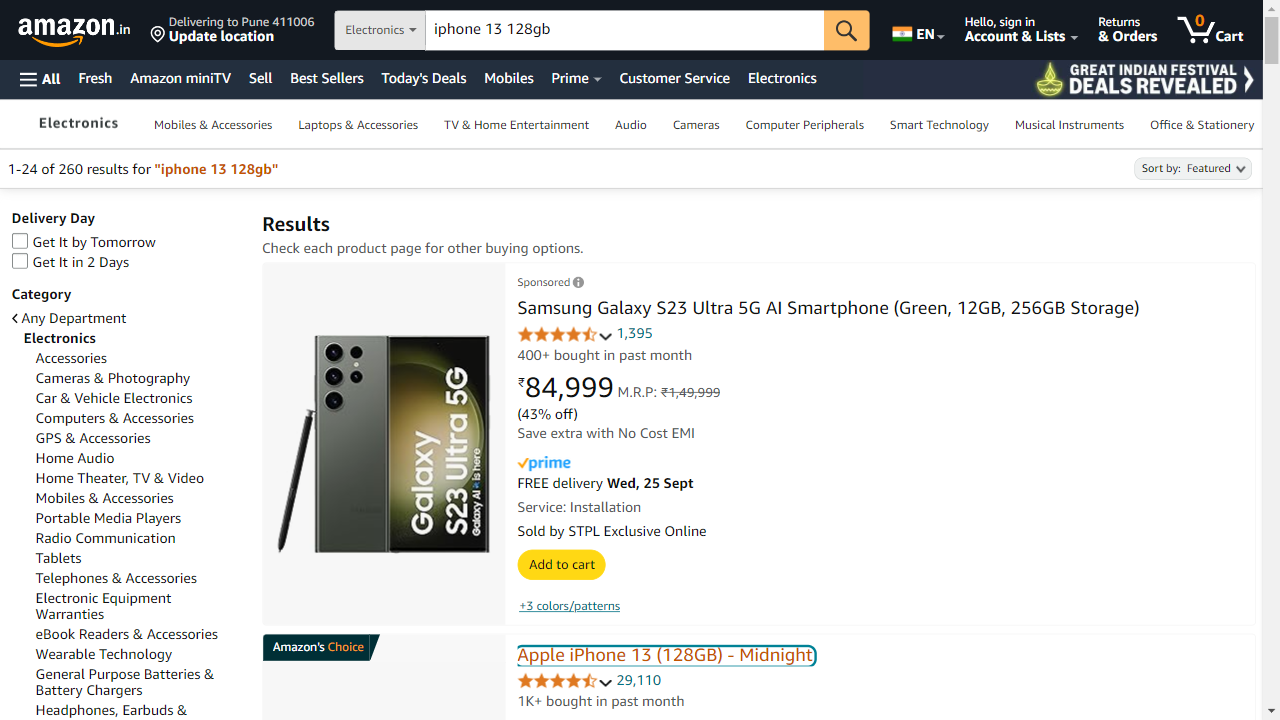 amazon.in
Delivering to Pune 411006
Update location
Electronics
iphone 13 128gb
EN
Hello, sign in
Account & Lists
Returns
& Orders
0
Cart
All
Fresh
Amazon miniTV
Sell
Best Sellers
Today's Deals
Mobiles
Prime
Customer Service
Electronics
GREAT INDIAN FESTIVAL
DEALS REVEALED
Electronics
Mobiles & Accessories
Laptops & Accessories
TV & Home Entertainment
Audio
Cameras
Computer Peripherals
Smart Technology
Musical Instruments
Office & Stationery
1-24 of 260 results for "iphone 13 128gb"
Sort by: Featured
Delivery Day
Get It by Tomorrow
Get It in 2 Days
Category
Any Department
Electronics
Accessories
Cameras & Photography
Car & Vehicle Electronics
Computers & Accessories
GPS & Accessories
Home Audio
Home Theater, TV & Video
Mobiles & Accessories
Portable Media Players
Radio Communication
Tablets
Telephones & Accessories
Electronic Equipment
Warranties
eBook Readers & Accessories
Wearable Technology
General Purpose Batteries &
Battery Chargers
Headphones, Earbuds &
Results
Check each product page for other buying options.
Galaxy
S23 Ultra 5G
Galaxy AI is here
Sponsored
Samsung Galaxy S23 Ultra 5G AI Smartphone (Green, 12GB, 256GB Storage)
1,395
400+ bought in past month
₹84,999 M.R.P: ₹1,49,999
(43% off)
Save extra with No Cost EMI
prime
FREE delivery Wed, 25 Sept
Service: Installation
Sold by STPL Exclusive Online
Add to cart
+3 colors/patterns
Amazon's Choice
Apple iPhone 13 (128GB) - Midnight
29,110
1K+ bought in past month